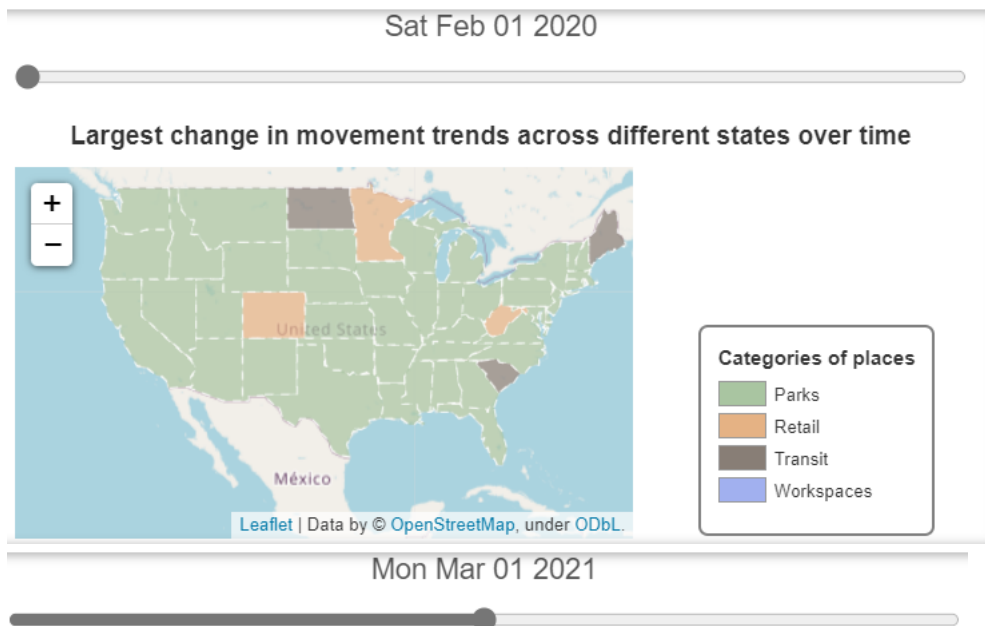 Sat Feb 01 2020
Largest change in movement trends across different states over time
+
−
United States
México
Leaflet | Data by © OpenStreetMap, under ODbL.
Categories of places
Parks
Retail
Transit
Workspaces
Mon Mar 01 2021